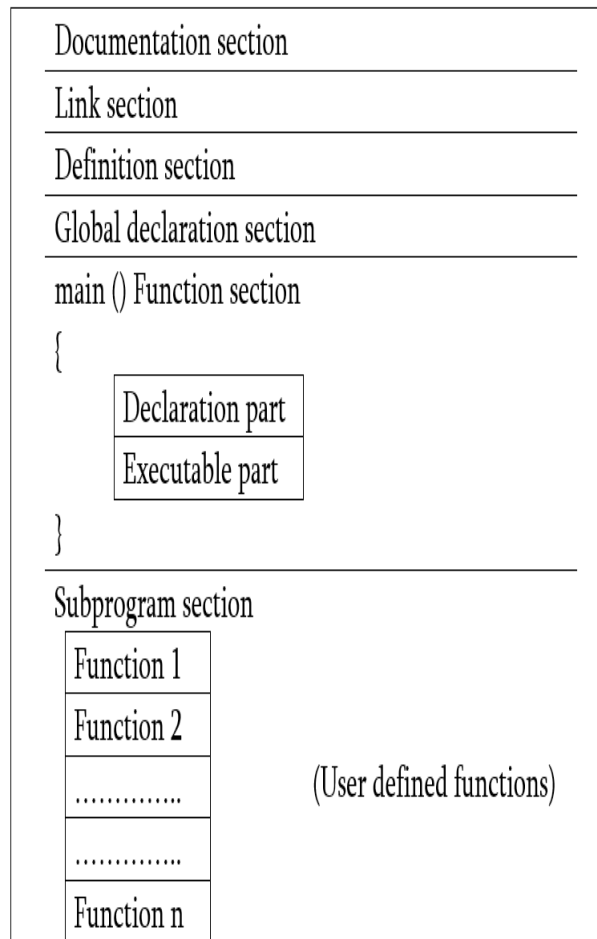 Documentation section
Link section
Definition section
Global declaration section
main () Function section
{
Declaration part
Executable part
}
Subprogram section
Function 1
Function 2
(User defined functions)
..............
..............
Function n